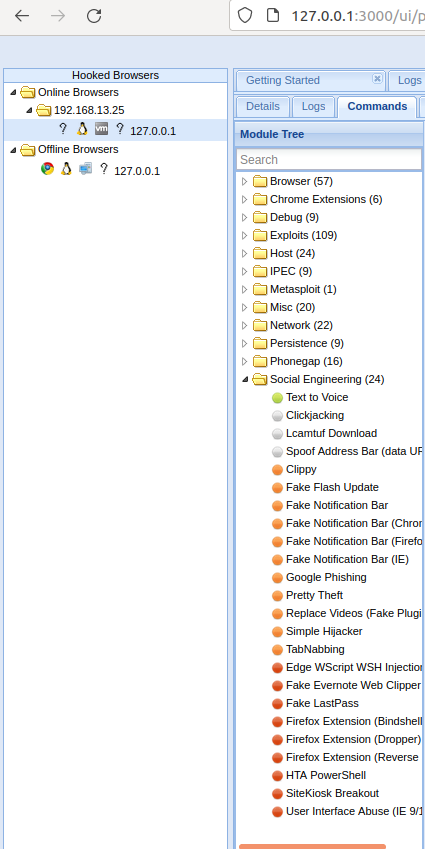 127.0.0.1:3000/ui/p
Hooked Browsers
Online Browsers
192.168.13.25
? vm ? 127.0.0.1
Offline Browsers
? 127.0.0.1
Getting Started Logs
Details Logs Commands
Module Tree
Search
Browser (57)
Chrome Extensions (6)
Debug (9)
Exploits (109)
Host (24)
IPEC (9)
Metasploit (1)
Misc (20)
Network (22)
Persistence (9)
Phonegap (16)
Social Engineering (24)
Text to Voice
Clickjacking
Lcamtuf Download
Spoof Address Bar (data UR
Clippy
Fake Flash Update
Fake Notification Bar
Fake Notification Bar (Chron
Fake Notification Bar (Firefo
Fake Notification Bar (IE)
Google Phishing
Pretty Theft
Replace Videos (Fake Plugi
Simple Hijacker
TabNabbing
Edge WScript WSH Injection
Fake Evernote Web Clipper
Fake LastPass
Firefox Extension (Bindshell
Firefox Extension (Dropper)
Firefox Extension (Reverse
HTA PowerShell
SiteKiosk Breakout
User Interface Abuse (IE 9/1